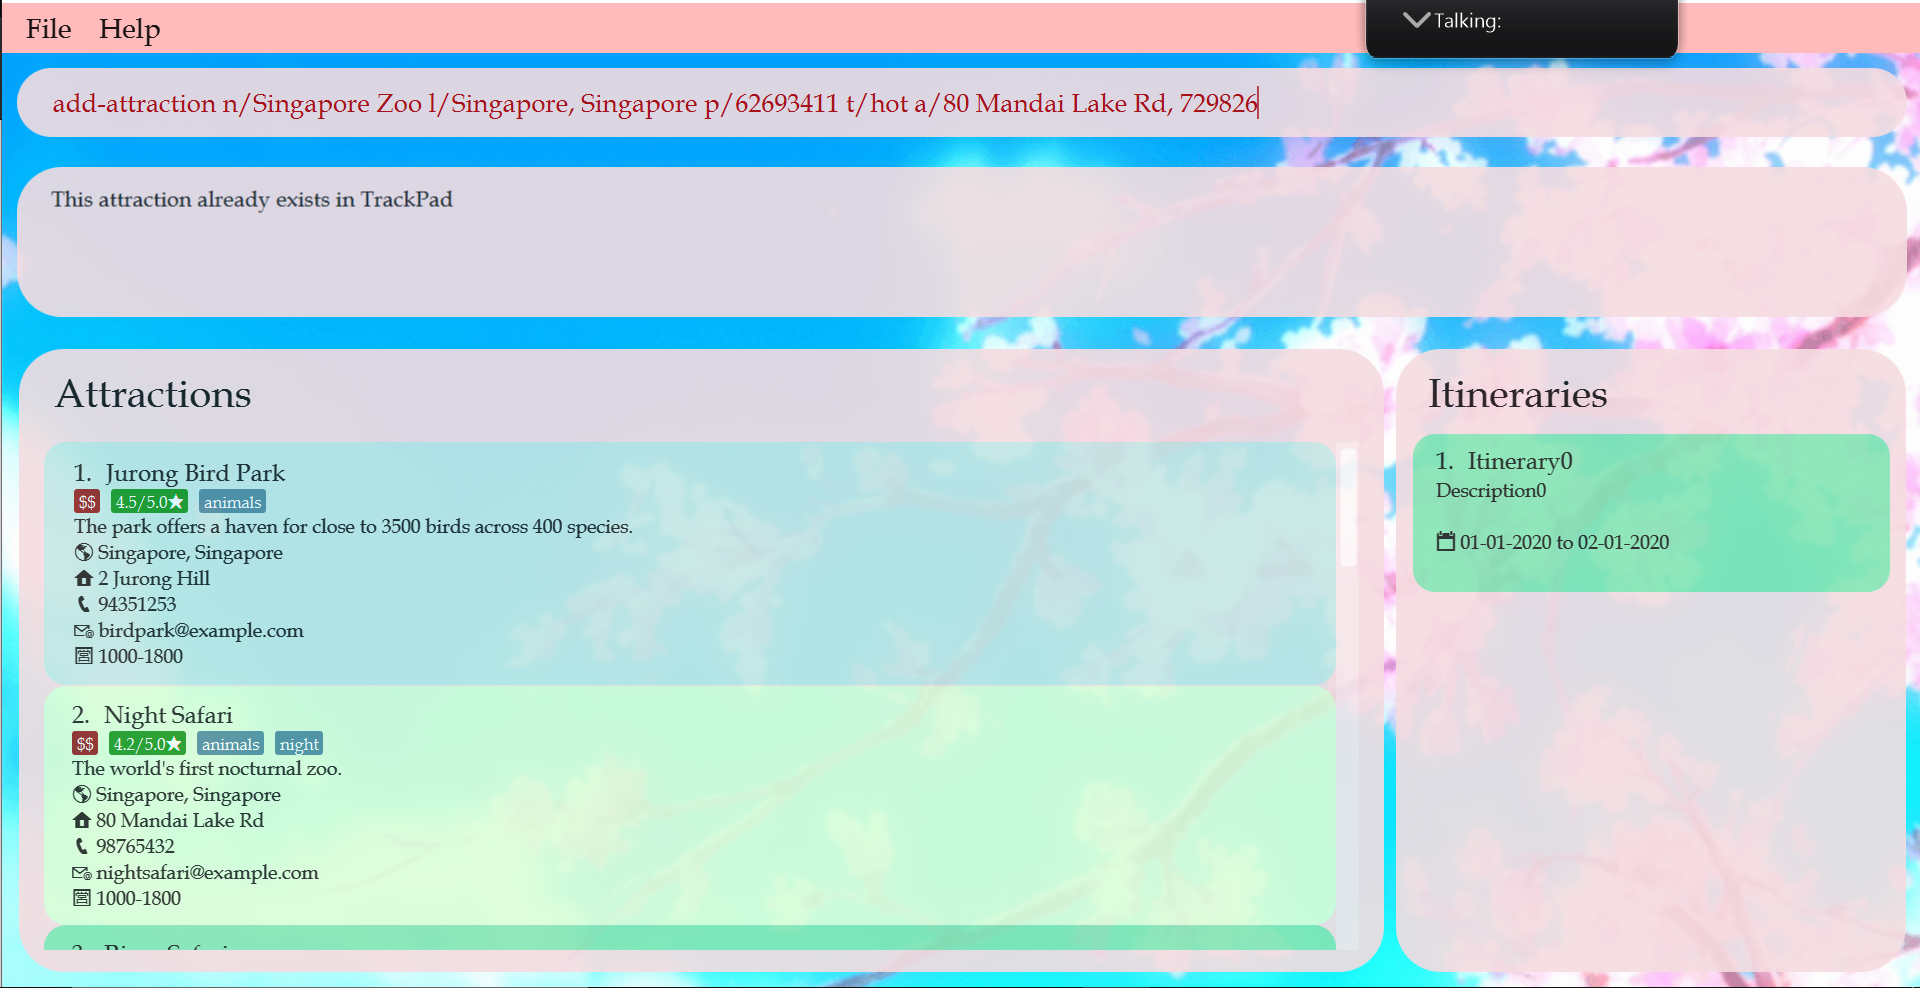 File Help
Talking:
add-attraction n/Singapore Zoo l/Singapore, Singapore p/62693411 t/hot a/80 Mandai Lake Rd, 729826
This attraction already exists in TrackPad
Attractions
1. Jurong Bird Park
$$ 4.5/5.0★ animals
The park offers a haven for close to 3500 birds across 400 species.
Singapore, Singapore
2 Jurong Hill
94351253
birdpark@example.com
1000-1800
2. Night Safari
$$ 4.2/5.0★ animals night
The world's first nocturnal zoo.
Singapore, Singapore
80 Mandai Lake Rd
98765432
nightsafari@example.com
1000-1800
Itineraries
1. Itinerary0
Description0
01-01-2020 to 02-01-2020